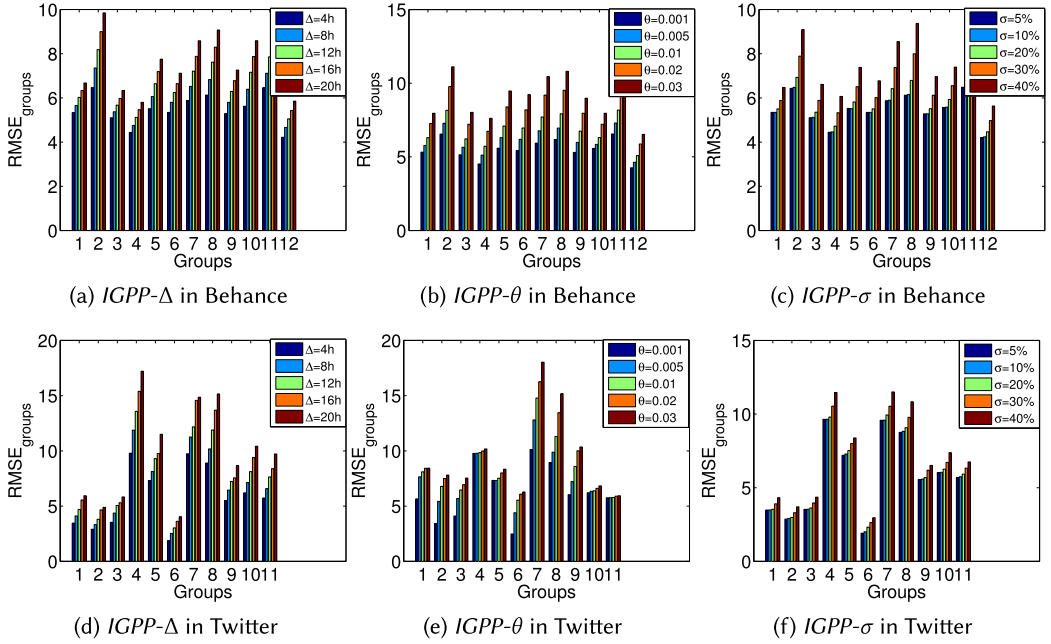 10
8
6
4
2
0
RMSE groups
Δ=4h
Δ=8h
Δ=12h
Δ=16h
Δ=20h
1 2 3 4 5 6 7 8 9 10 11 12
Groups
(a) IGPP-Δ in Behance
15
10
5
0
RMSE groups
θ=0.001
θ=0.005
θ=0.01
θ=0.02
θ=0.03
1 2 3 4 5 6 7 8 9 10 11 12
Groups
(b) IGPP-θ in Behance
10
8
6
4
2
0
RMSE groups
σ=5%
σ=10%
σ=20%
σ=30%
σ=40%
1 2 3 4 5 6 7 8 9 10 11 12
Groups
(c) IGPP-σ in Behance
20
15
10
5
0
RMSE groups
Δ=4h
Δ=8h
Δ=12h
Δ=16h
Δ=20h
1 2 3 4 5 6 7 8 9 10 11
Groups
(d) IGPP-Δ in Twitter
20
15
10
5
0
RMSE groups
θ=0.001
θ=0.005
θ=0.01
θ=0.02
θ=0.03
1 2 3 4 5 6 7 8 9 10 11
Groups
(e) IGPP-θ in Twitter
15
10
5
0
RMSE groups
σ=5%
σ=10%
σ=20%
σ=30%
σ=40%
1 2 3 4 5 6 7 8 9 10 11
Groups
(f) IGPP-σ in Twitter